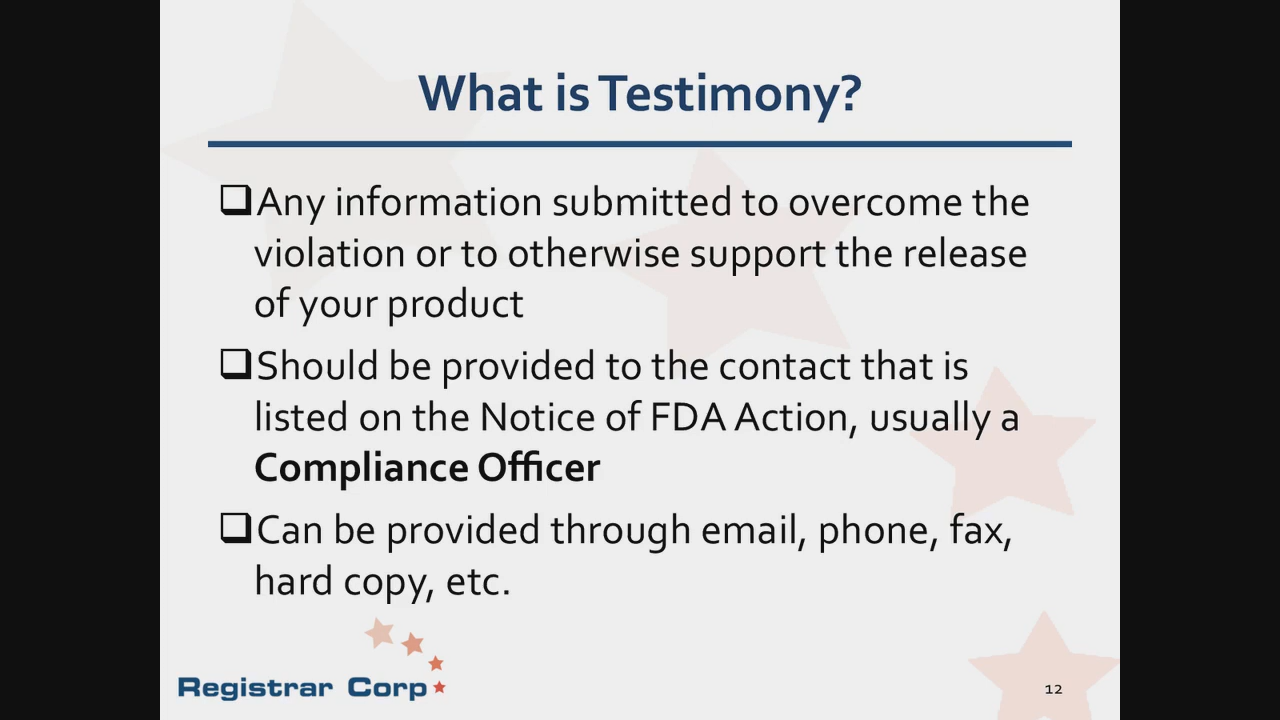 What is Testimony?
❑Any information submitted to overcome the
violation or to otherwise support the release
of your product
❑Should be provided to the contact that is
listed on the Notice of FDA Action, usually a
Compliance Officer
❑Can be provided through email, phone, fax,
hard copy, etc.
Registrar Corp
12